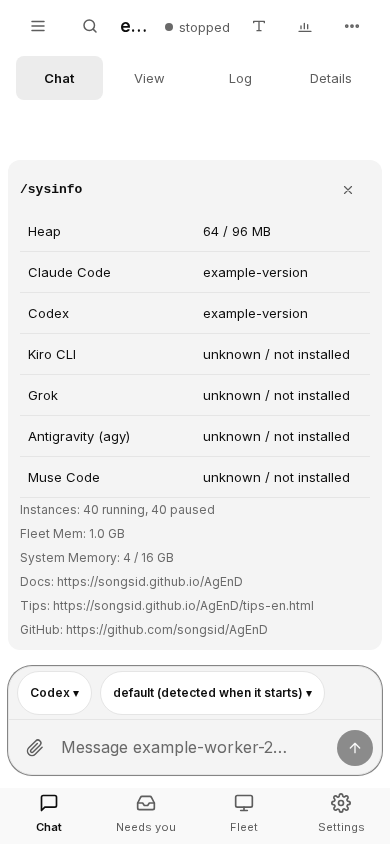 e… stopped
Chat View Log Details
/sysinfo
Heap 64 / 96 MB
Claude Code example-version
Codex example-version
Kiro CLI unknown / not installed
Grok unknown / not installed
Antigravity (agy) unknown / not installed
Muse Code unknown / not installed
Instances: 40 running, 40 paused
Fleet Mem: 1.0 GB
System Memory: 4 / 16 GB
Docs: https://songsid.github.io/AgEnD
Tips: https://songsid.github.io/AgEnD/tips-en.html
GitHub: https://github.com/songsid/AgEnD
Codex ▾ default (detected when it starts) ▾
Message example-worker-2…
Chat Needs you Fleet Settings